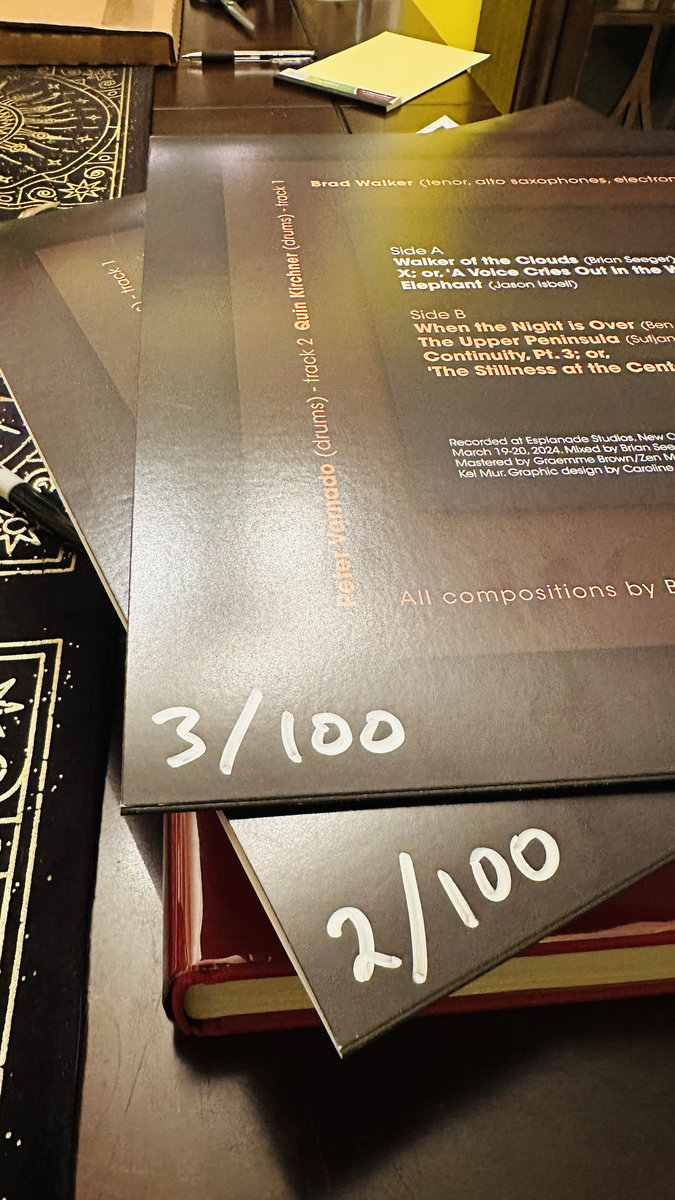 Brad Walker (tenor, alto saxophones, electron
Side A
Walker of the Clouds (Brian Seeger)
X; or, 'A Voice Cries Out in the W
Elephant (Jason Isbell)
Side B
When the Night is Over (Ben
The Upper Peninsula (Sufjan
Continuity, Pt. 3; or,
'The Stillness at the Cent
Recorded at Esplanade Studios, New O
March 19-20, 2024. Mixed by Brian See
Mastered by Graemme Brown/Zen M
Kel Mur, Graphic design by Caroline
All compositions by B
Peter Varnado (drums) - track 2 Quin Kirchner (drums) - track 1
) - track 1
3/100
2/100